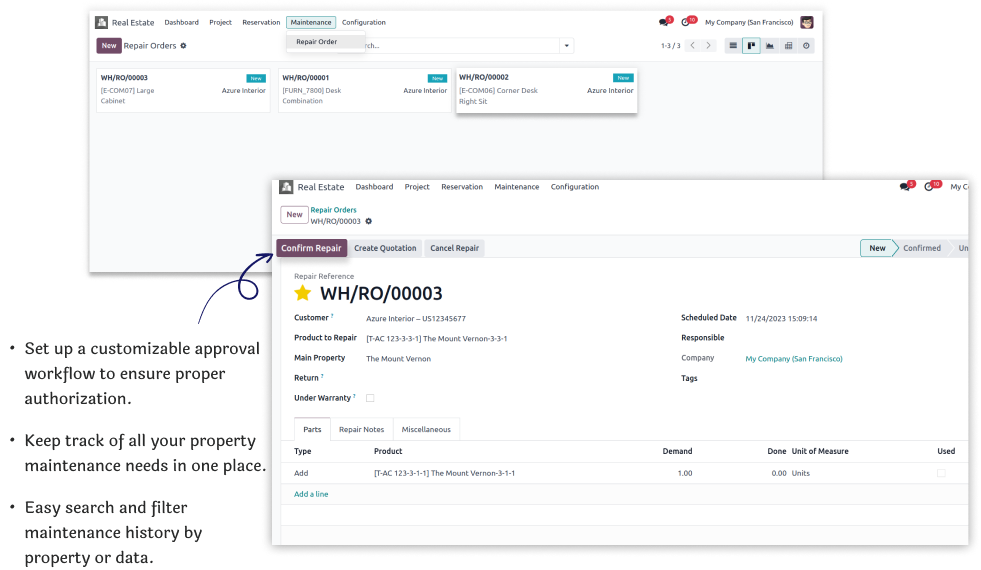 Real Estate Dashboard Project Reservation Maintenance Configuration 5 10 My Company (San Francisco)
New Repair Orders Repair Order rch... 1-3 / 3
WH/RO/00003 New
[E-COM07] Large Azure Interior
Cabinet
WH/RO/00001 New
[FURN_7800] Desk Azure Interior
Combination
WH/RO/00002 New
[E-COM06] Corner Desk Azure Interior
Right Sit
Real Estate Dashboard Project Reservation Maintenance Configuration 5 10 My Co
New Repair Orders
WH/RO/00003
Confirm Repair Create Quotation Cancel Repair New Confirmed Un
Repair Reference
WH/RO/00003
Customer ? Azure Interior – US12345677 Scheduled Date 11/24/2023 15:09:14
Product to Repair [T-AC 123-3-3-1] The Mount Vernon-3-3-1 Responsible
Main Property The Mount Vernon Company My Company (San Francisco)
Return ? Tags
Under Warranty ?
Parts Repair Notes Miscellaneous
Type Product Demand Done Unit of Measure Used
Add [T-AC 123-3-1-1] The Mount Vernon-3-1-1 1.00 0.00 Units
Add a line
• Set up a customizable approval
workflow to ensure proper
authorization.
• Keep track of all your property
maintenance needs in one place.
• Easy search and filter
maintenance history by
property or data.